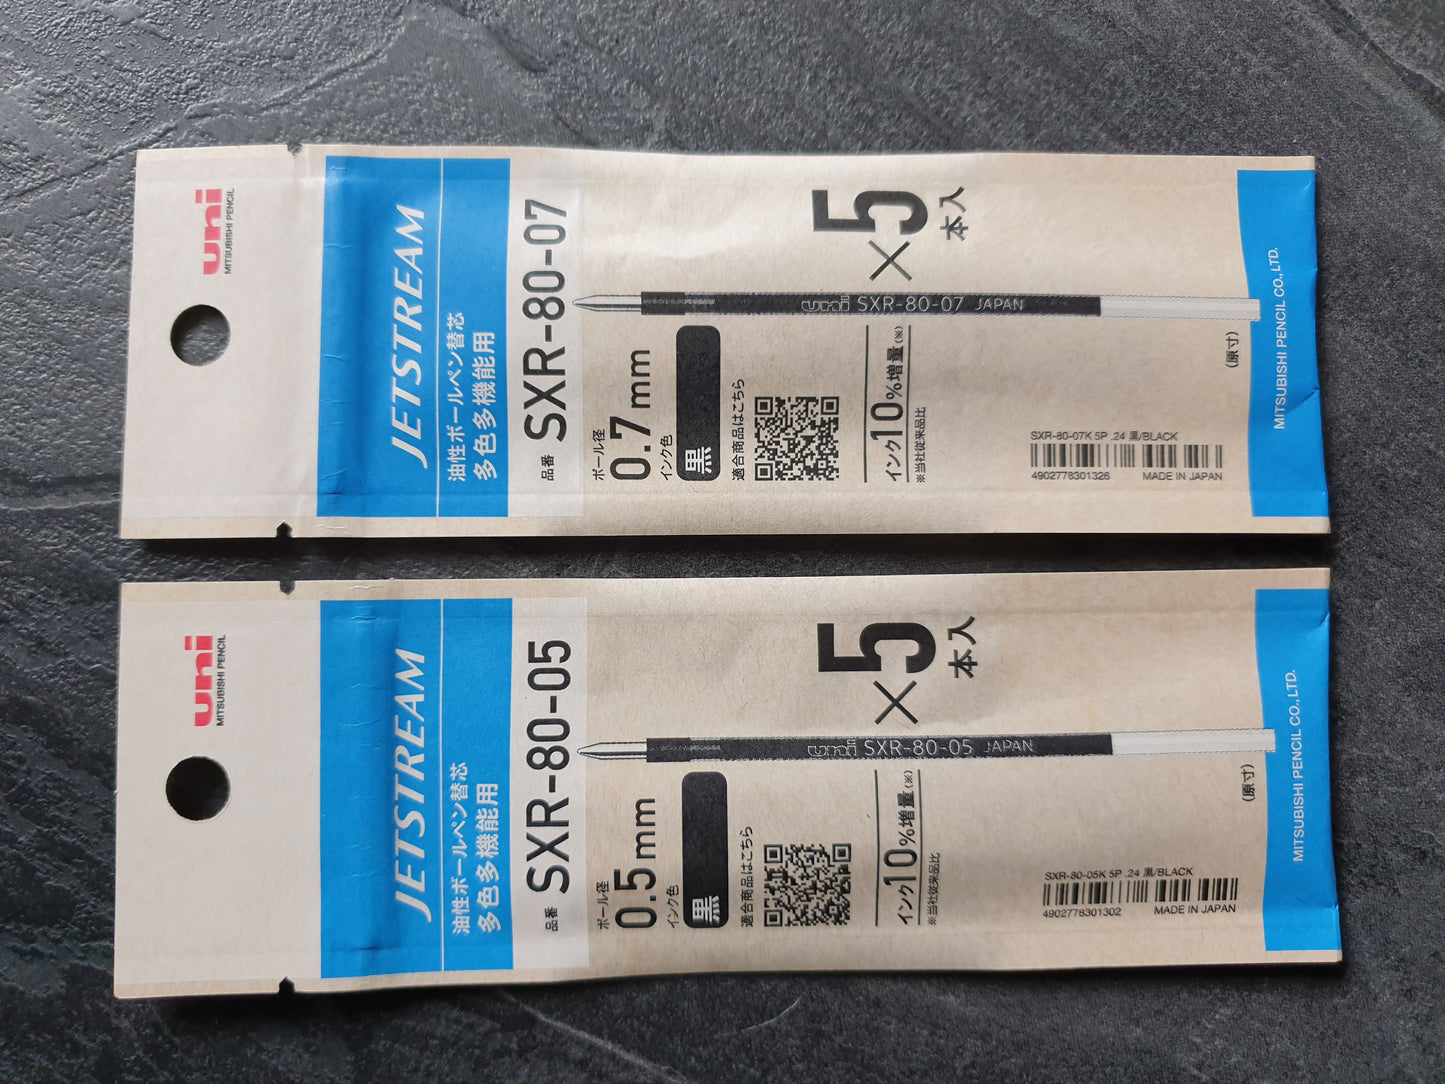 uni
MITSUBISHI PENCIL
JETSTREAM
油性ボールペン替芯
多色多機能用
品番 SXR-80-07
ボール径
0.7mm
インク色
黒
適合商品はこちら
×5
本入
uni SXR-80-07 JAPAN
インク10%増量(※)
※当社従来品比
(原寸)
SXR-80-07K 5P .24 黒/BLACK
4902778301326 MADE IN JAPAN
MITSUBISHI PENCIL CO.,LTD.
uni
MITSUBISHI PENCIL
JETSTREAM
油性ボールペン替芯
多色多機能用
品番 SXR-80-05
ボール径
0.5mm
インク色
黒
適合商品はこちら
×5
本入
uni SXR-80-05 JAPAN
インク10%増量(※)
※当社従来品比
(原寸)
SXR-80-05K 5P .24 黒/BLACK
4902778301302 MADE IN JAPAN
MITSUBISHI PENCIL CO.,LTD.